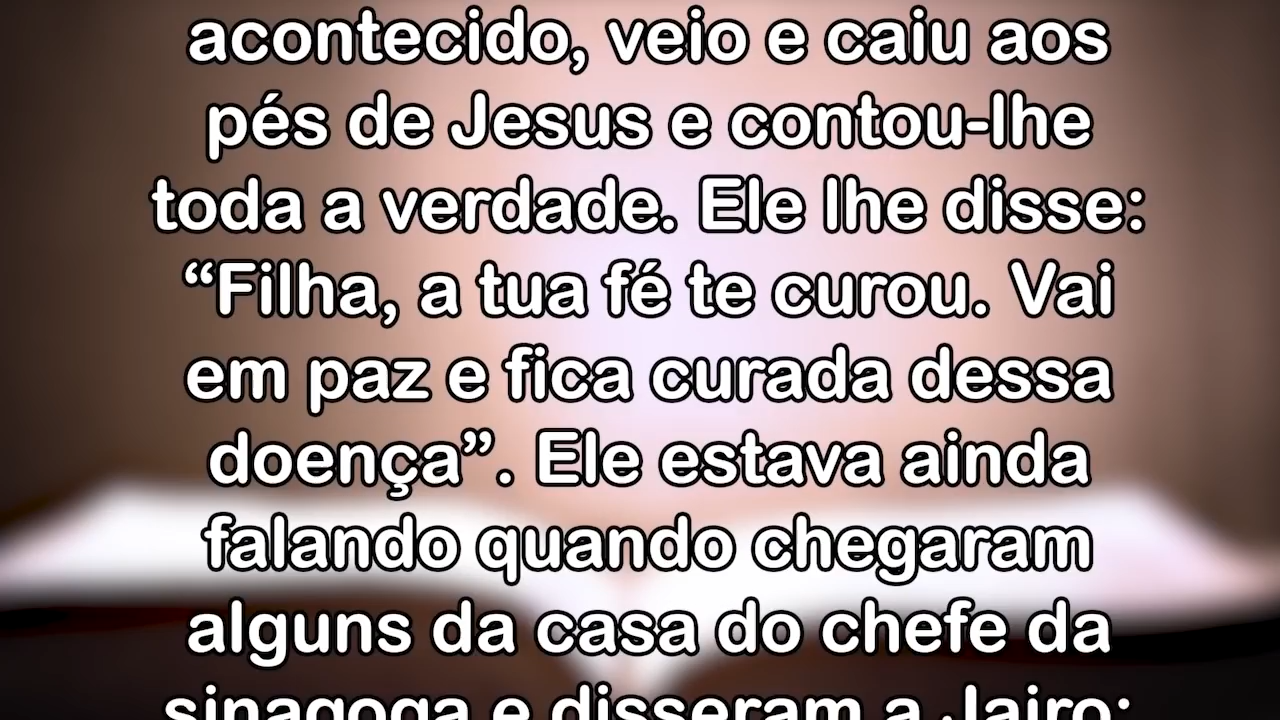 acontecido, veio e caiu aos
pés de Jesus e contou-lhe
toda a verdade. Ele lhe disse:
“Filha, a tua fé te curou. Vai
em paz e fica curada dessa
doença”. Ele estava ainda
falando quando chegaram
alguns da casa do chefe da
sinagoga e disseram a Jairo: